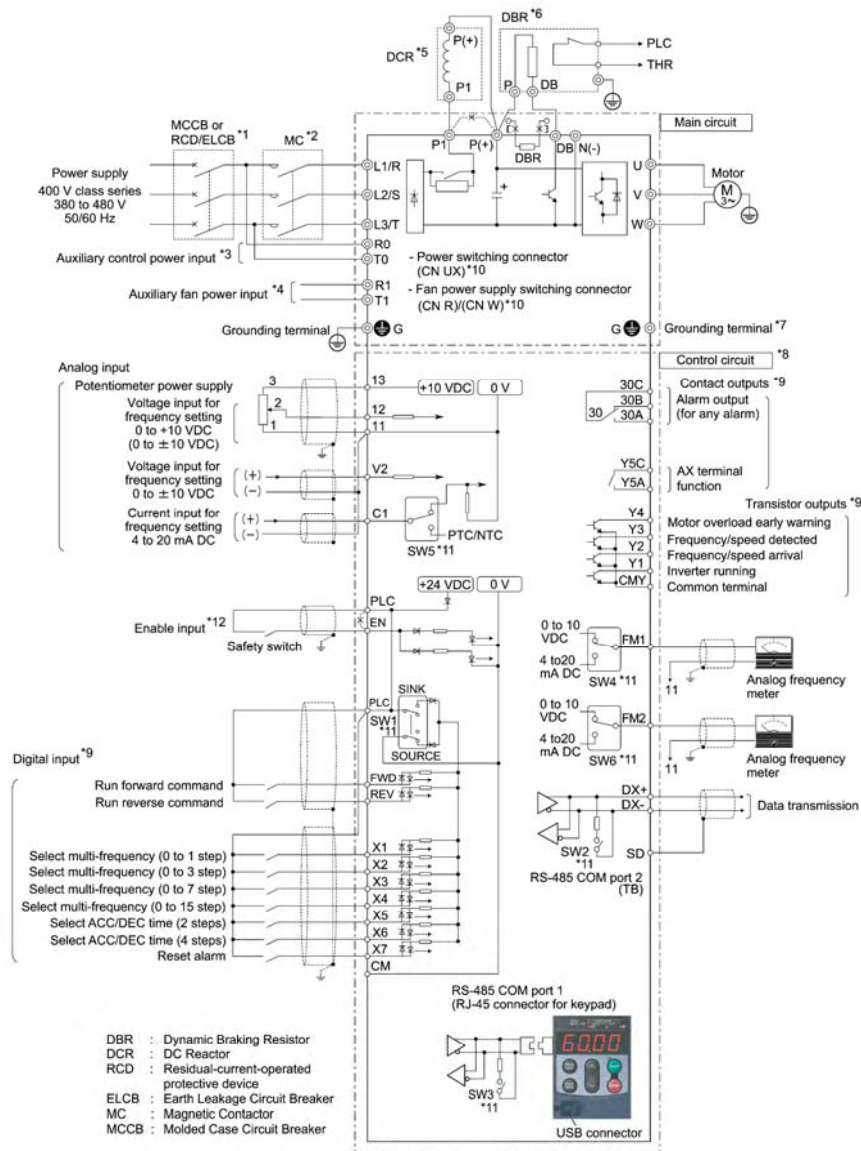 DBR *6
DCR *5
P(+)
P1
PLC
THR
P
DB
MCCB or
RCD/ELCB *1
MC *2
Main circuit
P1
P(+)
DBR
DB
N(-)
Power supply
400 V class series
380 to 480 V
50/60 Hz
L1/R
L2/S
L3/T
U
V
W
Motor
M
3~
Auxiliary control power input *3
R0
T0
- Power switching connector
(CN UX)*10
Auxiliary fan power input *4
R1
T1
- Fan power supply switching connector
(CN R)/(CN W)*10
Grounding terminal
G
G
Grounding terminal *7
Control circuit *8
Analog input
Potentiometer power supply
3
13
+10 VDC
0 V
Voltage input for
frequency setting
0 to +10 VDC
(0 to ±10 VDC)
2
1
12
11
Voltage input for
frequency setting
0 to ±10 VDC
(+)
(-)
V2
Current input for
frequency setting
4 to 20 mA DC
(+)
(-)
C1
PTC/NTC
SW5 *11
30C
30B
30
30A
Contact outputs *9
Alarm output
(for any alarm)
Y5C
Y5A
AX terminal
function
Transistor outputs *9
Y4
Motor overload early warning
Y3
Frequency/speed detected
Y2
Frequency/speed arrival
Y1
Inverter running
CMY
Common terminal
+24 VDC
0 V
PLC
Enable input *12
EN
Safety switch
0 to 10
VDC
FM1
4 to20
mA DC
SW4 *11
11
Analog frequency
meter
PLC
SINK
SW1
*11
SOURCE
0 to 10
VDC
FM2
4 to20
mA DC
SW6 *11
11
Analog frequency
meter
Digital input *9
Run forward command
FWD
Run reverse command
REV
DX+
DX-
Data transmission
SW2
*11
SD
RS-485 COM port 2
(TB)
Select multi-frequency (0 to 1 step)
X1
Select multi-frequency (0 to 3 step)
X2
Select multi-frequency (0 to 7 step)
X3
Select multi-frequency (0 to 15 step)
X4
Select ACC/DEC time (2 steps)
X5
Select ACC/DEC time (4 steps)
X6
Reset alarm
X7
CM
RS-485 COM port 1
(RJ-45 connector for keypad)
60.00
SW3
*11
USB connector
DBR : Dynamic Braking Resistor
DCR : DC Reactor
RCD : Residual-current-operated
protective device
ELCB : Earth Leakage Circuit Breaker
MC : Magnetic Contactor
MCCB : Molded Case Circuit Breaker